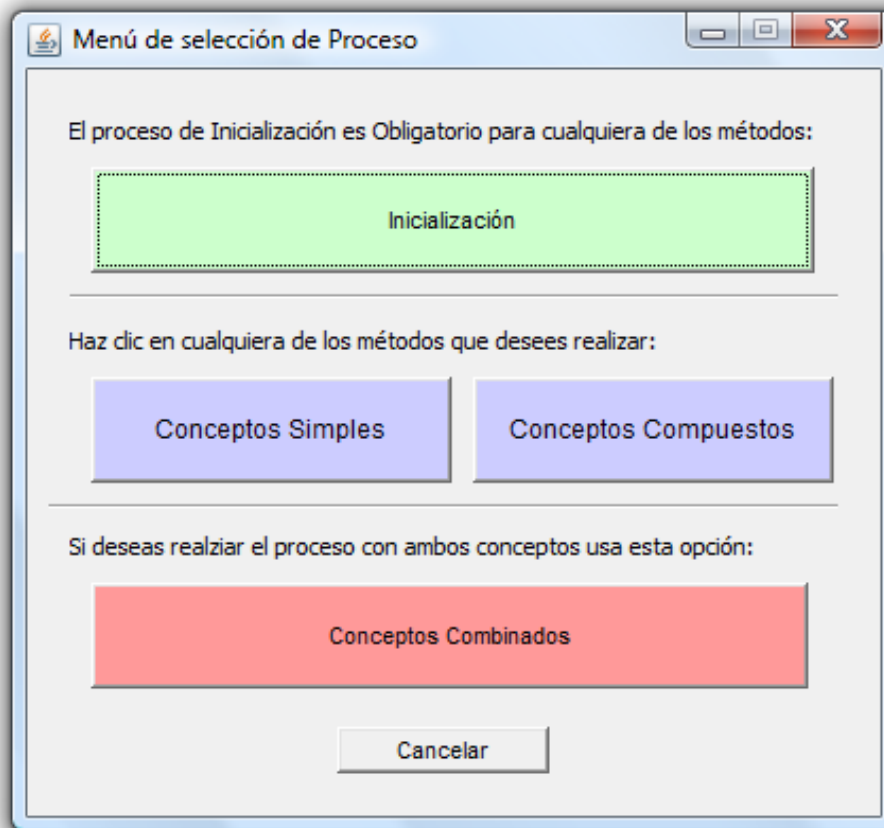 Menú de selección de Proceso
El proceso de Inicialización es Obligatorio para cualquiera de los métodos:
Inicialización
Haz clic en cualquiera de los métodos que desees realizar:
Conceptos Simples
Conceptos Compuestos
Si deseas realziar el proceso con ambos conceptos usa esta opción:
Conceptos Combinados
Cancelar